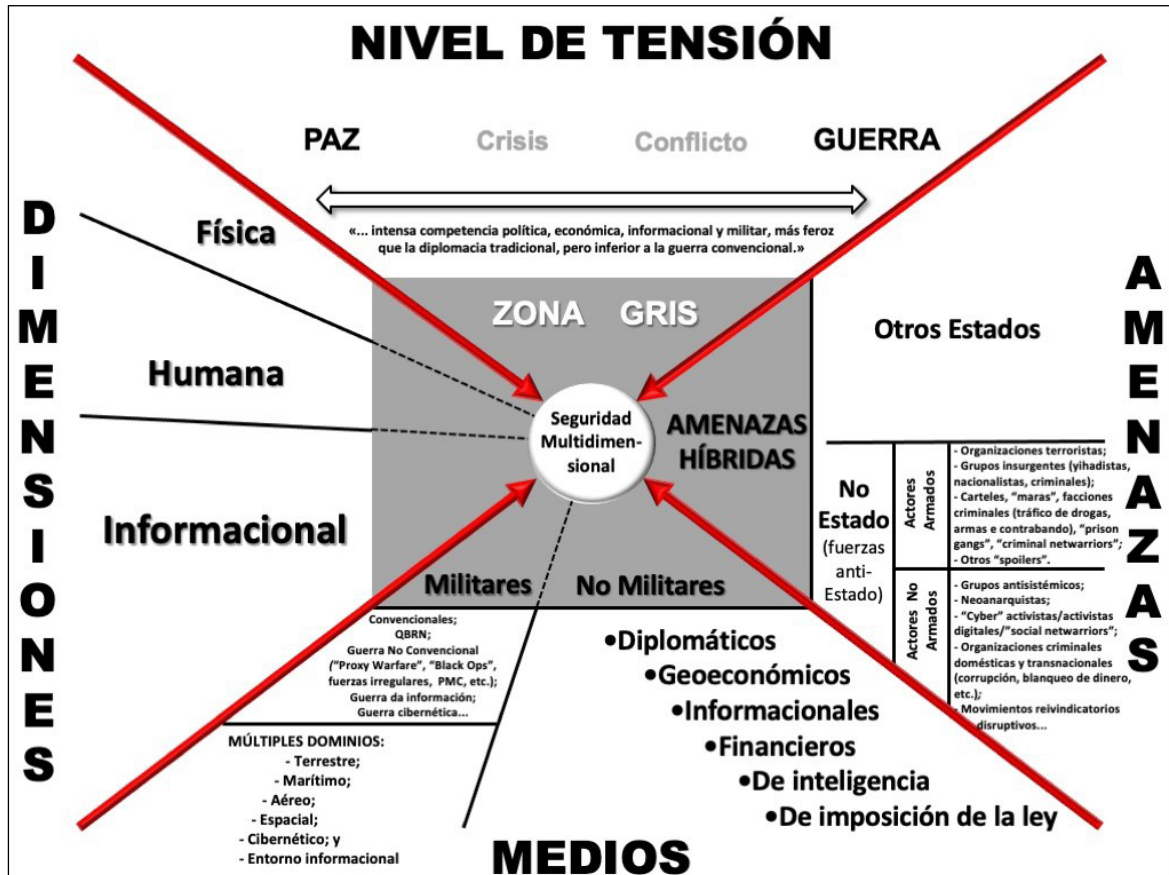 NIVEL DE TENSIÓN
PAZ
Crisis
Conflicto
GUERRA
«... intensa competencia política, económica, informacional y militar, más feroz
que la diplomacia tradicional, pero inferior a la guerra convencional.»
DIMENSIONES
Física
Humana
Informacional
ZONA GRIS
Seguridad
Multidimen-
sional
AMENAZAS
HÍBRIDAS
Militares
No Militares
AMENAZAS
Otros Estados
No
Estado
(fuerzas
anti-
Estado)
Actores
Armados
- Organizaciones terroristas;
- Grupos insurgentes (yihadistas,
nacionalistas, criminales);
- Carteles, “maras”, facciones
criminales (tráfico de drogas,
armas e contrabando), “prison
gangs”, “criminal netwarriors”;
- Otros “spoilers”.
Actores No
Armados
- Grupos antisistémicos;
- Neoanarquistas;
- “Cyber” activistas/activistas
digitales/“social netwarriors”;
- Organizaciones criminales
domésticas y transnacionales
(corrupción, blanqueo de dinero,
etc.);
- Movimientos reivindicatorios
disruptivos...
Convencionales;
QBRN;
Guerra No Convencional
(“Proxy Warfare”, “Black Ops”,
fuerzas irregulares, PMC, etc.);
Guerra da información;
Guerra cibernética...
MÚLTIPLES DOMINIOS:
- Terrestre;
- Marítimo;
- Aéreo;
- Espacial;
- Cibernético; y
- Entorno informacional
•Diplomáticos
•Geoeconómicos
•Informacionales
•Financieros
•De inteligencia
•De imposición de la ley
MEDIOS